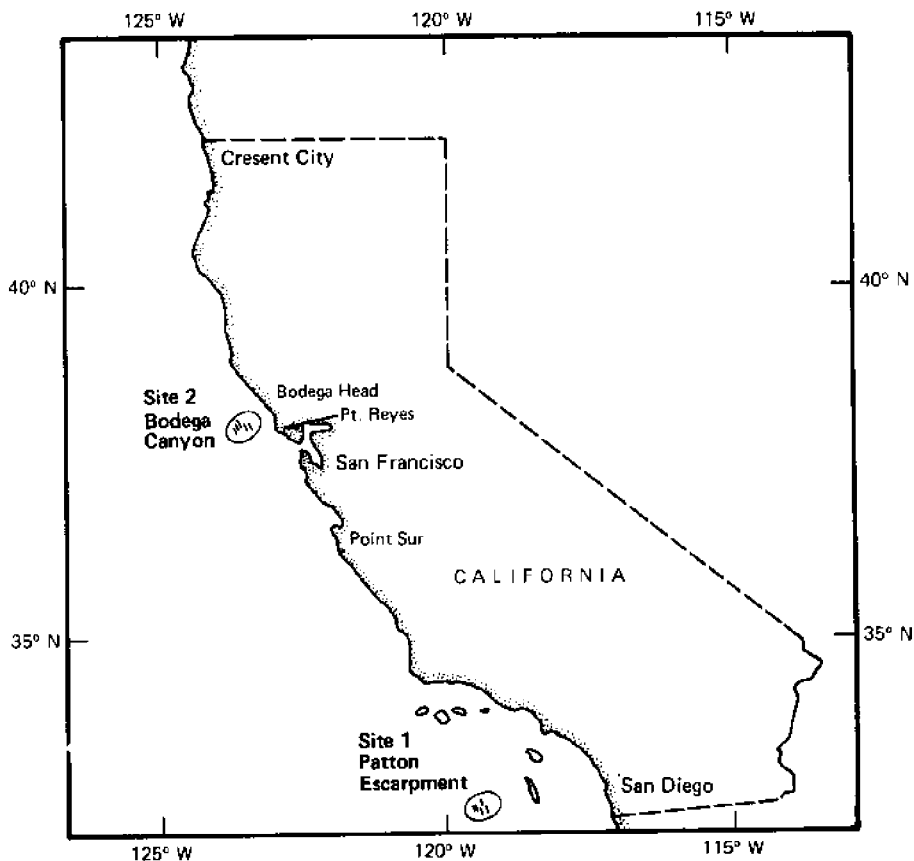 125° W
120° W
115° W
Cresent City
40° N
40° N
Bodega Head
Site 2
Bodega
Canyon
Pt. Reyes
San Francisco
Point Sur
CALIFORNIA
35° N
35° N
Site 1
Patton
Escarpment
San Diego
125° W
120° W
115° W